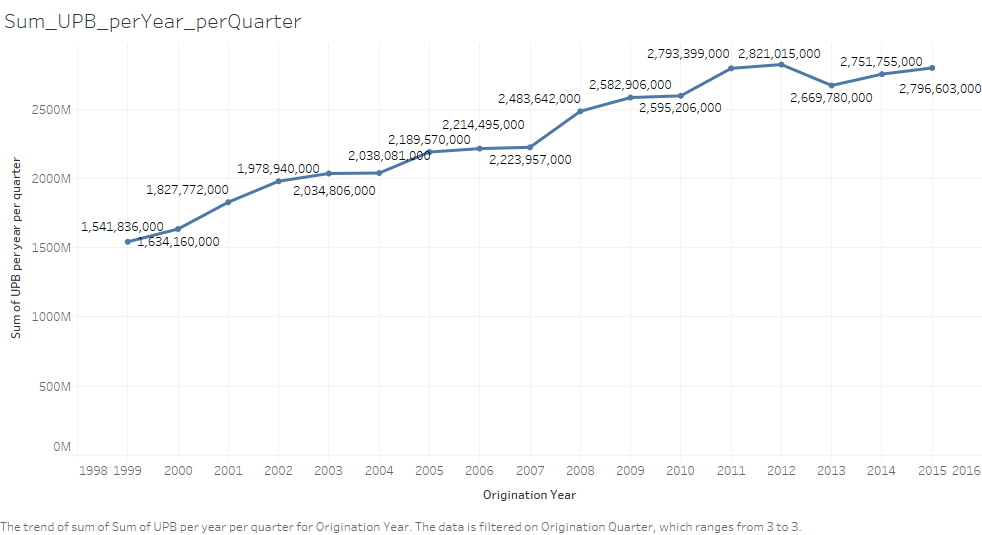 Sum_UPB_perYear_perQuarter
2,793,399,000 2,821,015,000
2,751,755,000
2,582,906,000
2,796,603,000
2,483,642,000
2,669,780,000
2,595,206,000
2500M
2,214,495,000
2,189,570,000
2,038,081,000
2,223,957,000
1,978,940,000
2000M
1,827,772,000
2,034,806,000
1,541,836,000
1,634,160,000
1500M
1000M
500M
0M
Sum of UPB per year per quarter
1998 1999 2000 2001 2002 2003 2004 2005 2006 2007 2008 2009 2010 2011 2012 2013 2014 2015 2016
Origination Year
The trend of sum of Sum of UPB per year per quarter for Origination Year. The data is filtered on Origination Quarter, which ranges from 3 to 3.